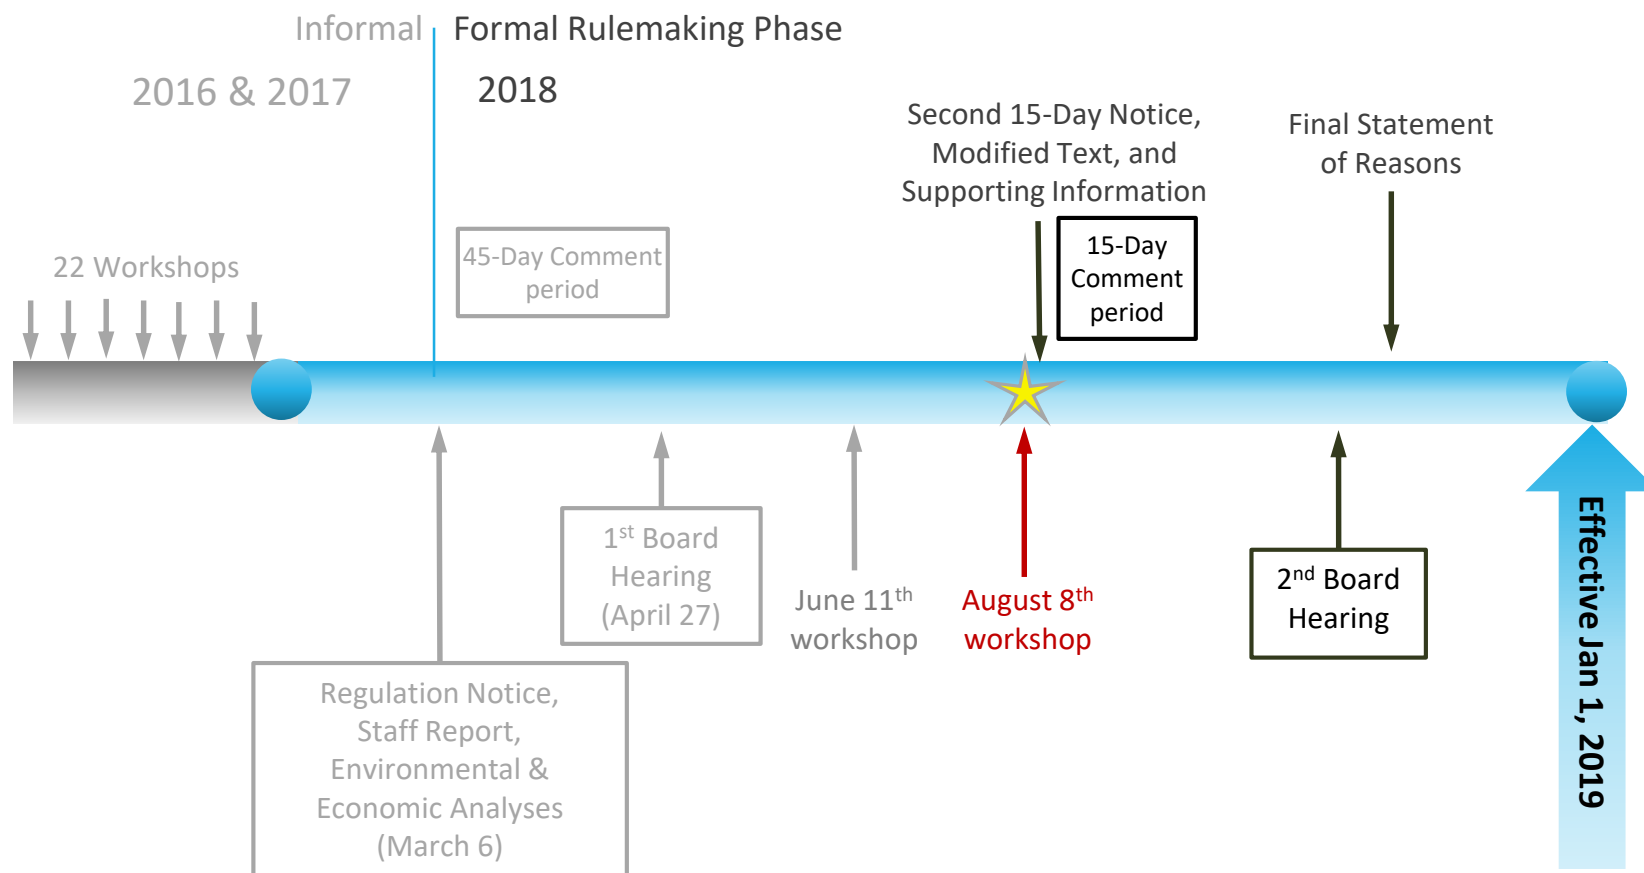 Informal
Formal Rulemaking Phase
2016 & 2017
2018
Second 15-Day Notice,
Modified Text, and
Supporting Information
Final Statement
of Reasons
22 Workshops
45-Day Comment
period
15-Day
Comment
period
1st Board
Hearing
(April 27)
June 11th
workshop
August 8th
workshop
2nd Board
Hearing
Effective Jan 1, 2019
Regulation Notice,
Staff Report,
Environmental &
Economic Analyses
(March 6)